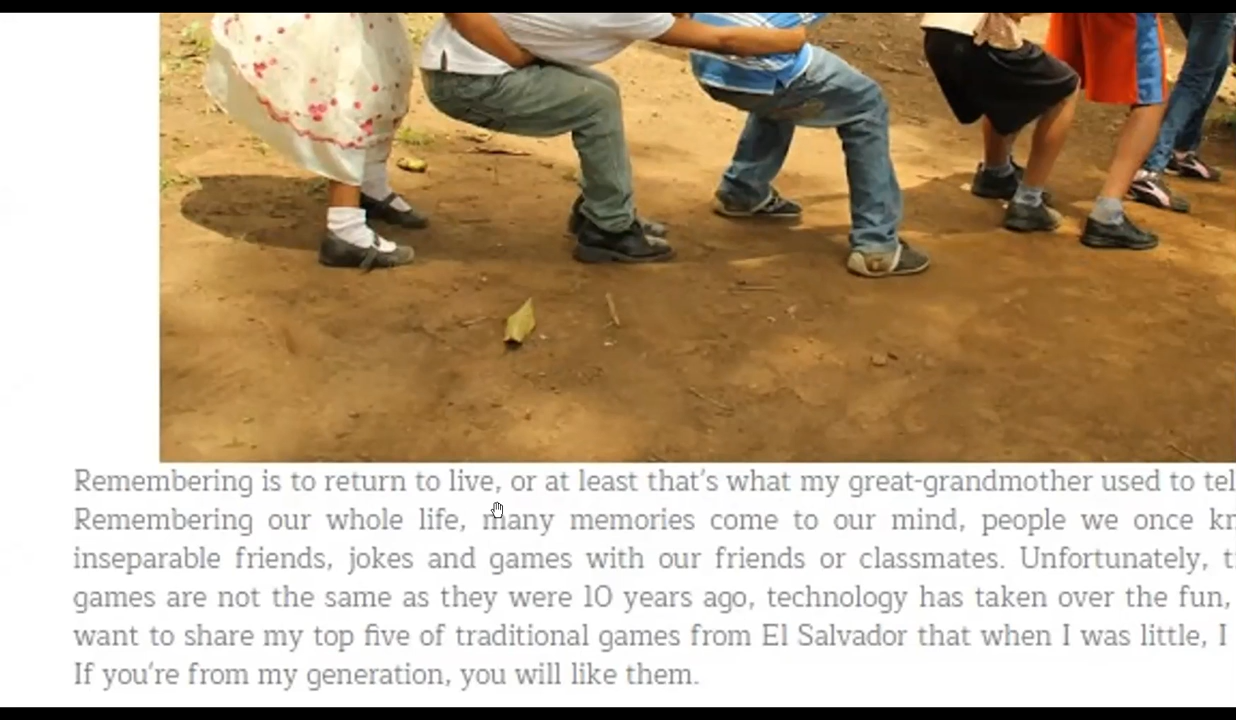 Remembering is to return to live, or at least that's what my great-grandmother used to
Remembering our whole life, many memories come to our mind, people we once
inseparable friends, jokes and games with our friends or classmates. Unfortunately,
games are not the same as they were 10 years ago, technology has taken over the fun,
want to share my top five of traditional games from El Salvador that when I was little, I
If you're from my generation, you will like them.